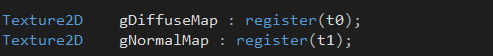 Texture2D    gDiffuseMap : register(t0);
Texture2D    gNormalMap : register(t1);